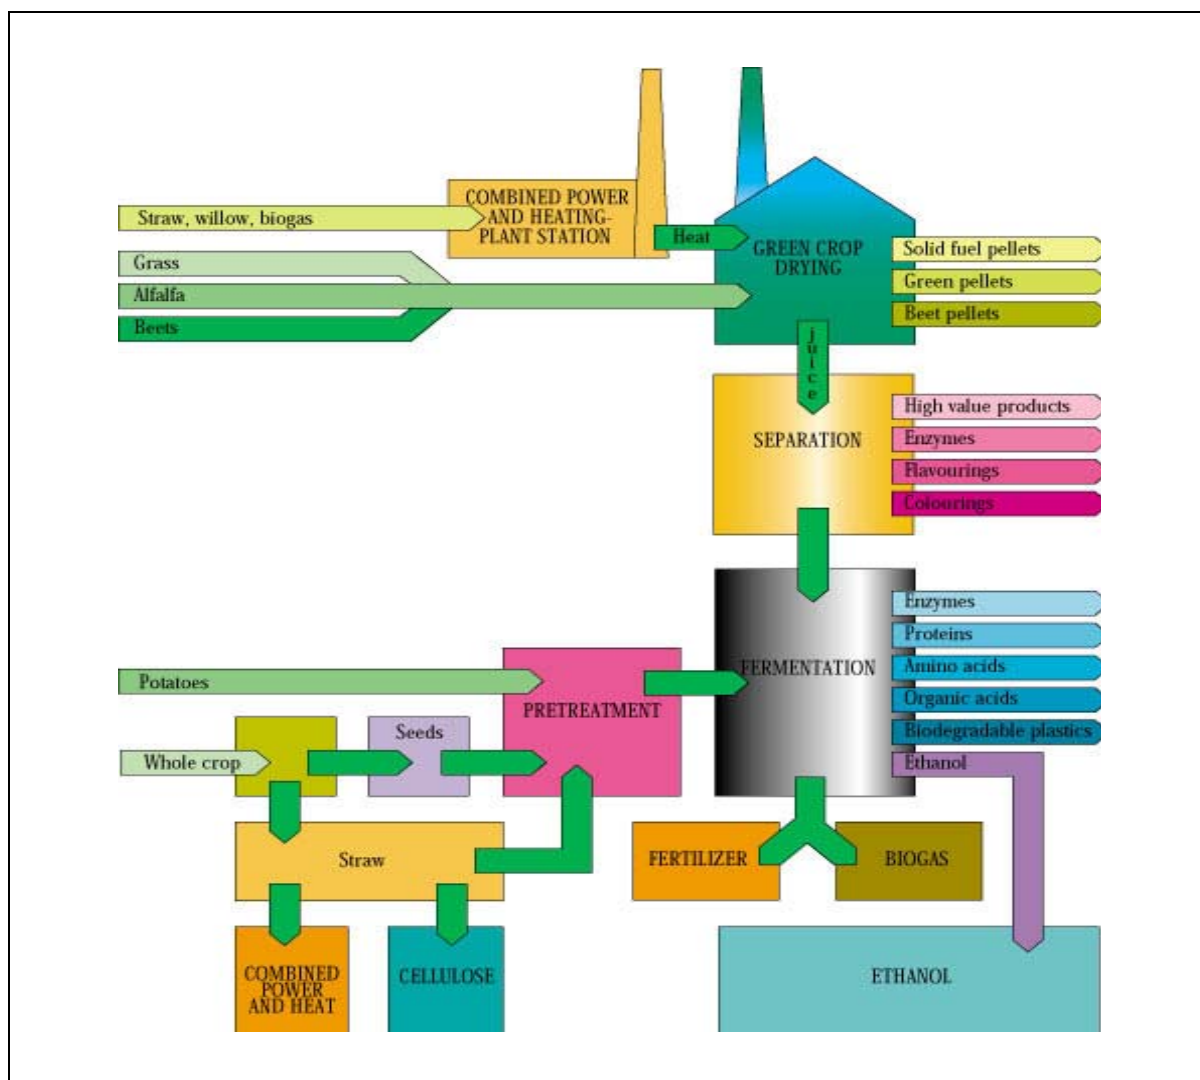 COMBINED POWER
AND HEATING-
PLANT STATION
Straw, willow, biogas
Heat
GREEN CROP
DRYING
Solid fuel pellets
Grass
Green pellets
Alfalfa
Beet pellets
Beets
juice
High value products
SEPARATION
Enzymes
Flavourings
Colourings
Enzymes
Proteins
FERMENTATION
Amino acids
Potatoes
Organic acids
PRETREATMENT
Seeds
Biodegradable plastics
Whole crop
Ethanol
Straw
FERTILIZER
BIOGAS
COMBINED
POWER
AND HEAT
CELLULOSE
ETHANOL